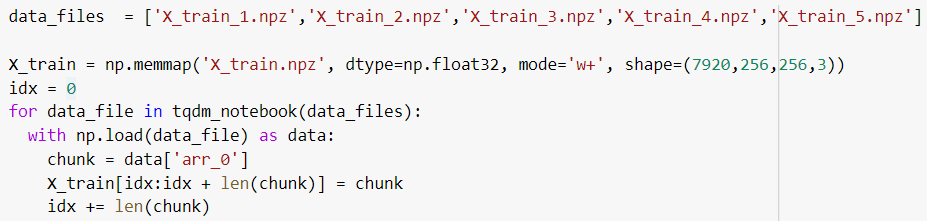 data_files  = ['X_train_1.npz','X_train_2.npz','X_train_3.npz','X_train_4.npz','X_train_5.npz']
X_train = np.memmap('X_train.npz', dtype=np.float32, mode='w+', shape=(7920,256,256,3))
idx = 0
for data_file in tqdm_notebook(data_files):
  with np.load(data_file) as data:
    chunk = data['arr_0']
    X_train[idx:idx + len(chunk)] = chunk
    idx += len(chunk)